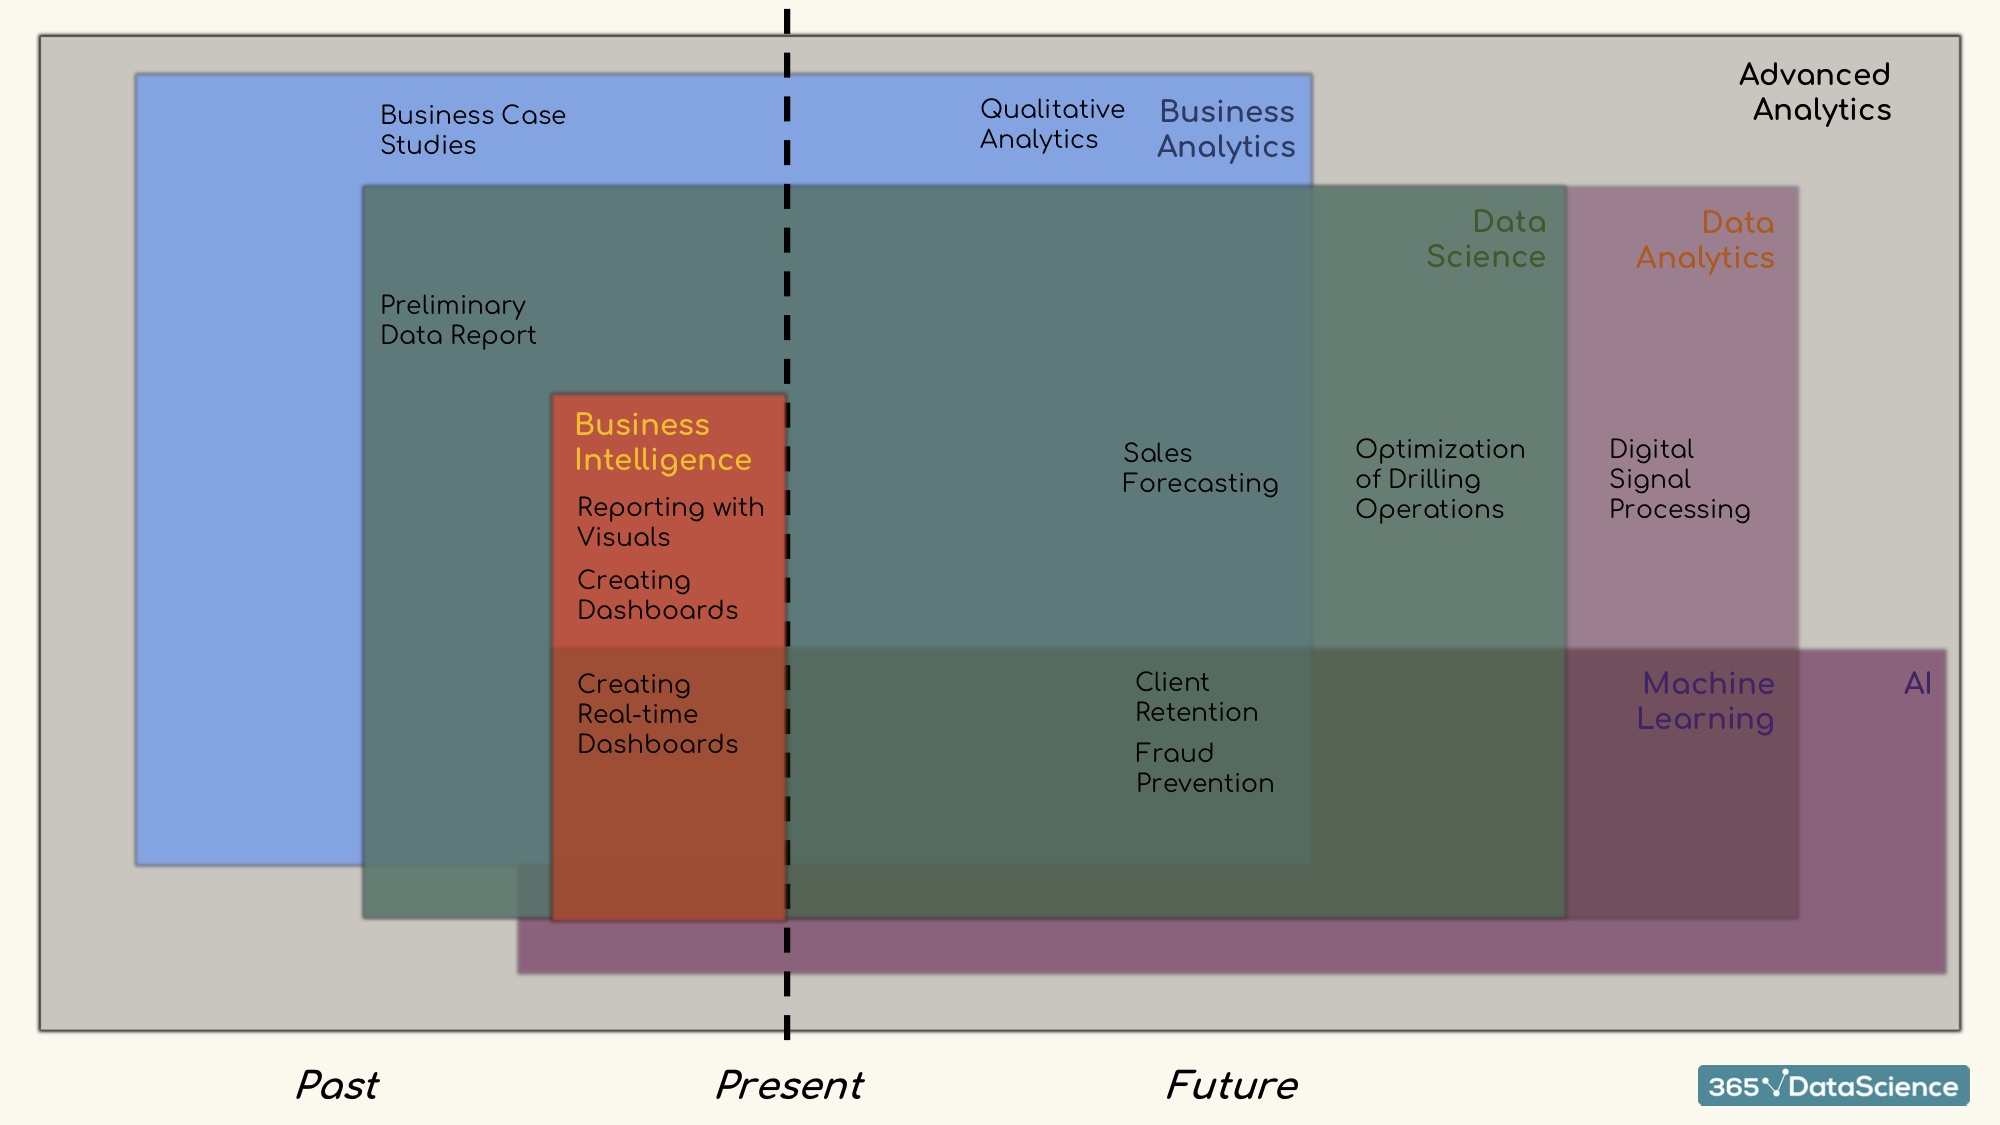 Advanced
Analytics
Business Case
Studies
Qualitative
Analytics
Business
Analytics
Data
Science
Data
Analytics
Preliminary
Data Report
Business
Intelligence
Reporting with
Visuals
Creating
Dashboards
Sales
Forecasting
Optimization
of Drilling
Operations
Digital
Signal
Processing
Creating
Real-time
Dashboards
Client
Retention
Fraud
Prevention
Machine
Learning
AI
Past
Present
Future
365 DataScience